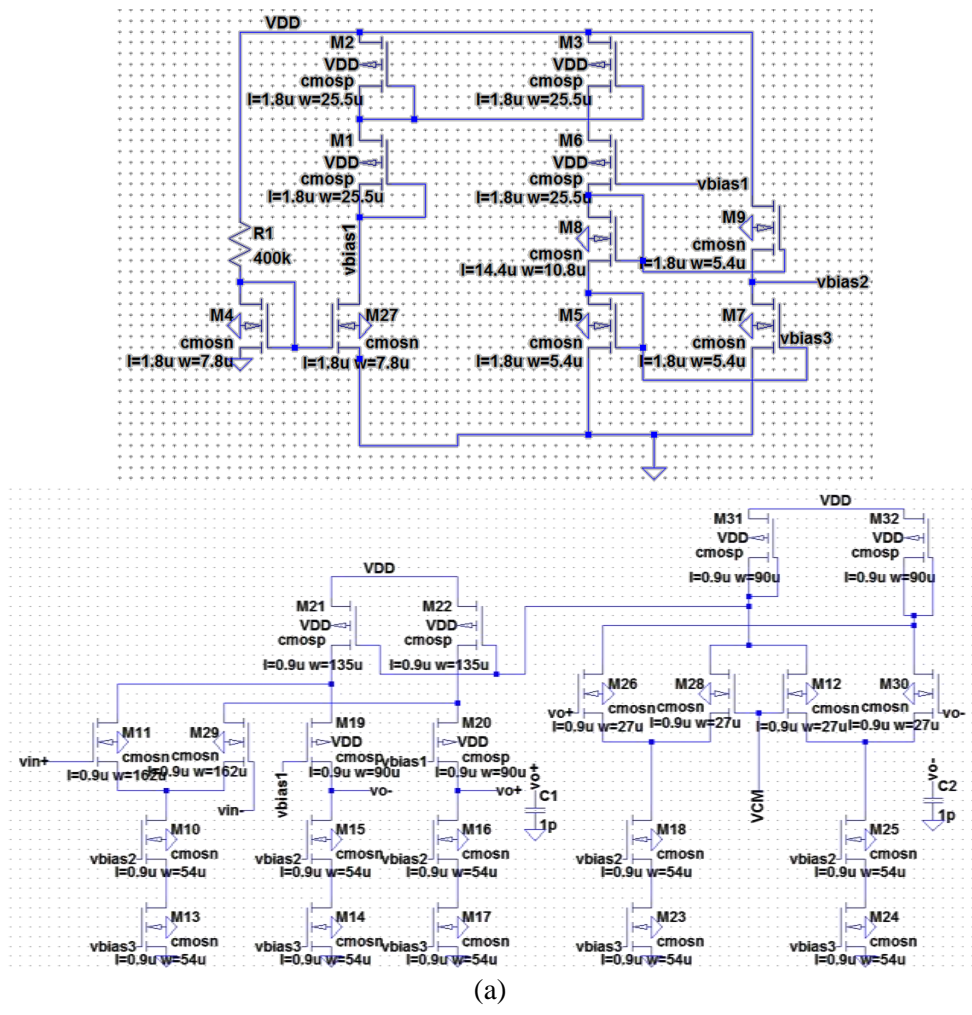 VDD
M2
M3
VDD
VDD
cmosp
cmosp
l=1.8u w=25.5u
l=1.8u w=25.5u
M1
M6
VDD
VDD
cmosp
cmosp
vbias1
l=1.8u w=25.5u
l=1.8u w=25.5u
R1
400k
vbias1
M8
M9
cmosn
cmosn
l=14.4u w=10.8u
l=1.8u w=5.4u
vbias2
M4
M27
M5
M7
vbias3
cmosn
cmosn
cmosn
cmosn
l=1.8u w=7.8u
l=1.8u w=7.8u
l=1.8u w=5.4u
l=1.8u w=5.4u
VDD
M31
M32
VDD
VDD
cmosp
cmosp
l=0.9u w=90u
l=0.9u w=90u
VDD
M21
M22
VDD
VDD
cmosp
cmosp
l=0.9u w=135u
l=0.9u w=135u
M26
M28
M12
M30
vo+
cmosn
cmosn
cmosn
cmosn
vo-
l=0.9u w=27u
l=0.9u w=27u
l=0.9u w=27u
l=0.9u w=27u
M11
M29
M19
M20
vin+
cmosn
cmosn
VDD
VDD
cmosp
cmosp
l=0.9u w=162u
l=0.9u w=162u
l=0.9u w=90u
l=0.9u w=90u
vin-
vbias1
vbias1
vo-
vo+
vo+
C1
1p
VCM
vo-
C2
1p
M10
M15
M16
M18
M25
cmosn
cmosn
cmosn
cmosn
cmosn
vbias2
vbias2
vbias2
vbias2
vbias2
l=0.9u w=54u
l=0.9u w=54u
l=0.9u w=54u
l=0.9u w=54u
l=0.9u w=54u
M13
M14
M17
M23
M24
cmosn
cmosn
cmosn
cmosn
cmosn
vbias3
vbias3
vbias3
vbias3
vbias3
l=0.9u w=54u
l=0.9u w=54u
l=0.9u w=54u
l=0.9u w=54u
l=0.9u w=54u
(a)